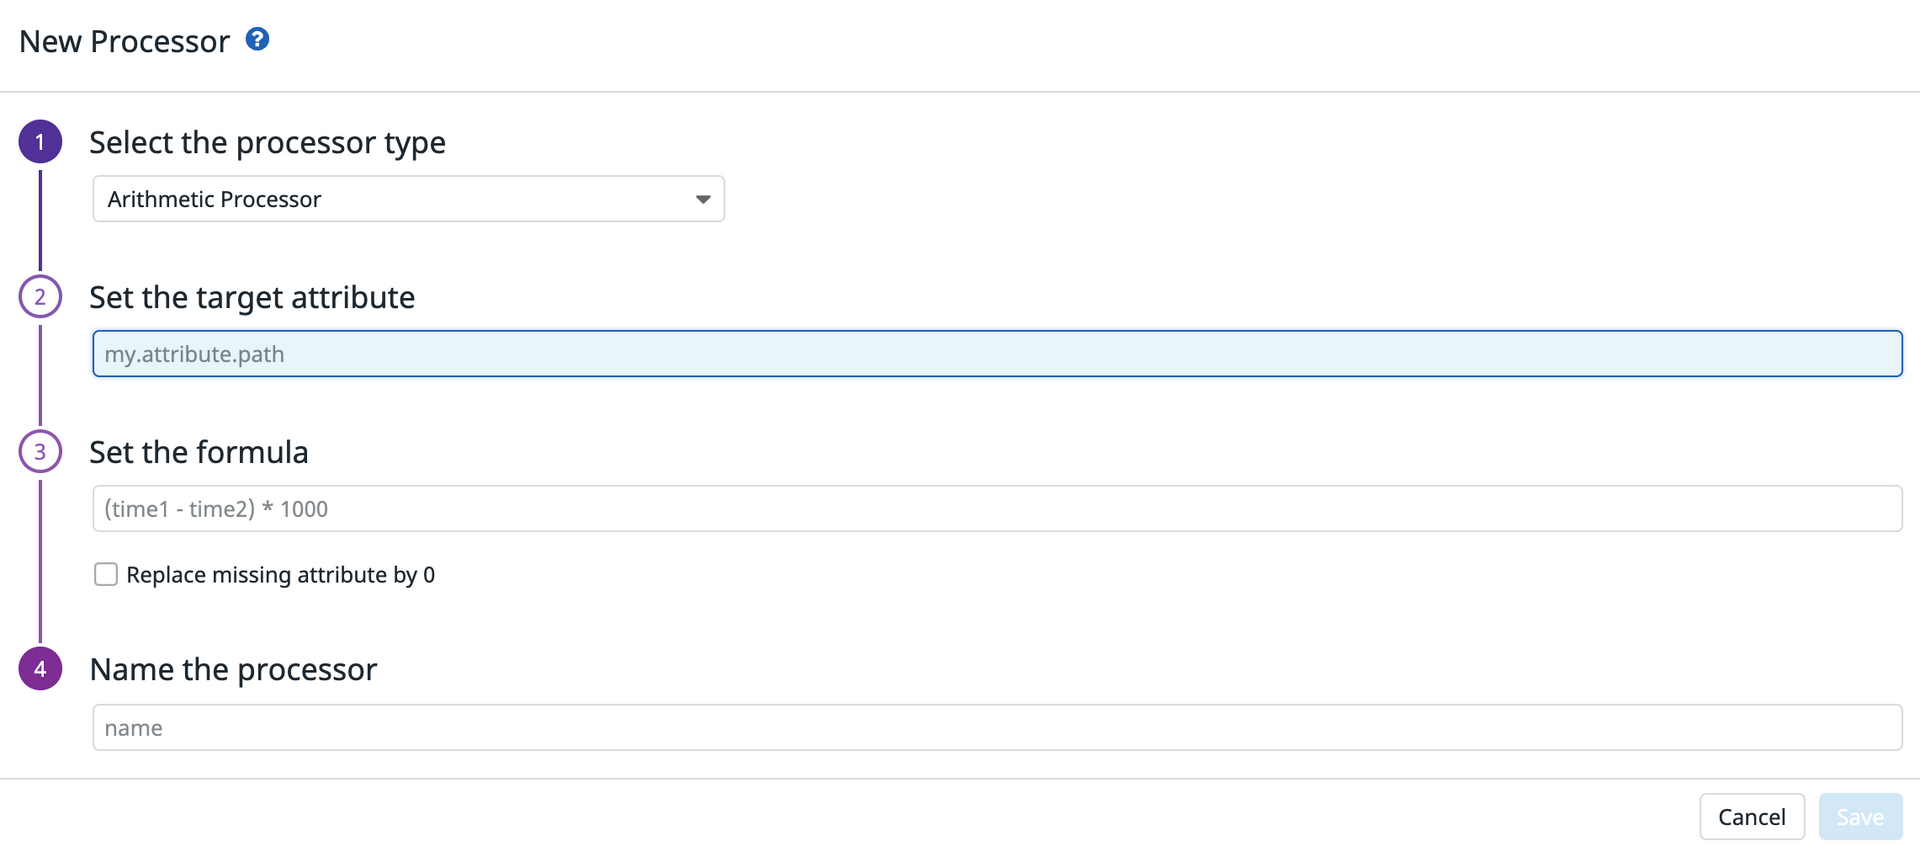 New Processor ?
1 Select the processor type
Arithmetic Processor
2 Set the target attribute
my.attribute.path
3 Set the formula
(time1 - time2) * 1000
Replace missing attribute by 0
4 Name the processor
name
Cancel Save